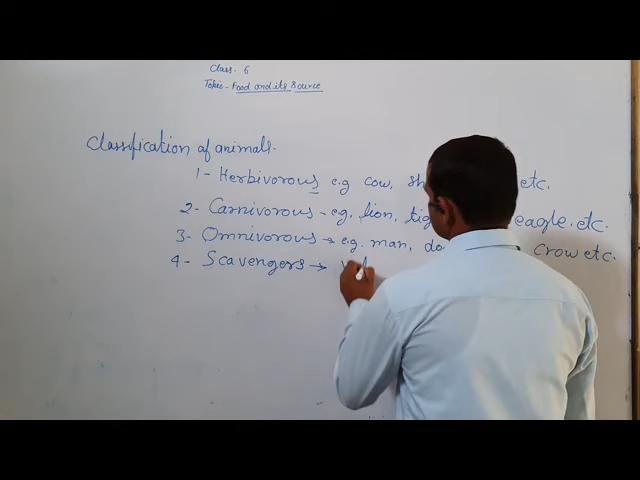 Class. 6
Topic - Food and its Source
Classification of animals.
1 - Herbivorous e.g cow, etc.
2 - Carnivorous - eg. lion, eagle. etc.
3 - Omnivorous → e.g. man, crow etc.
4 - Scavengers →